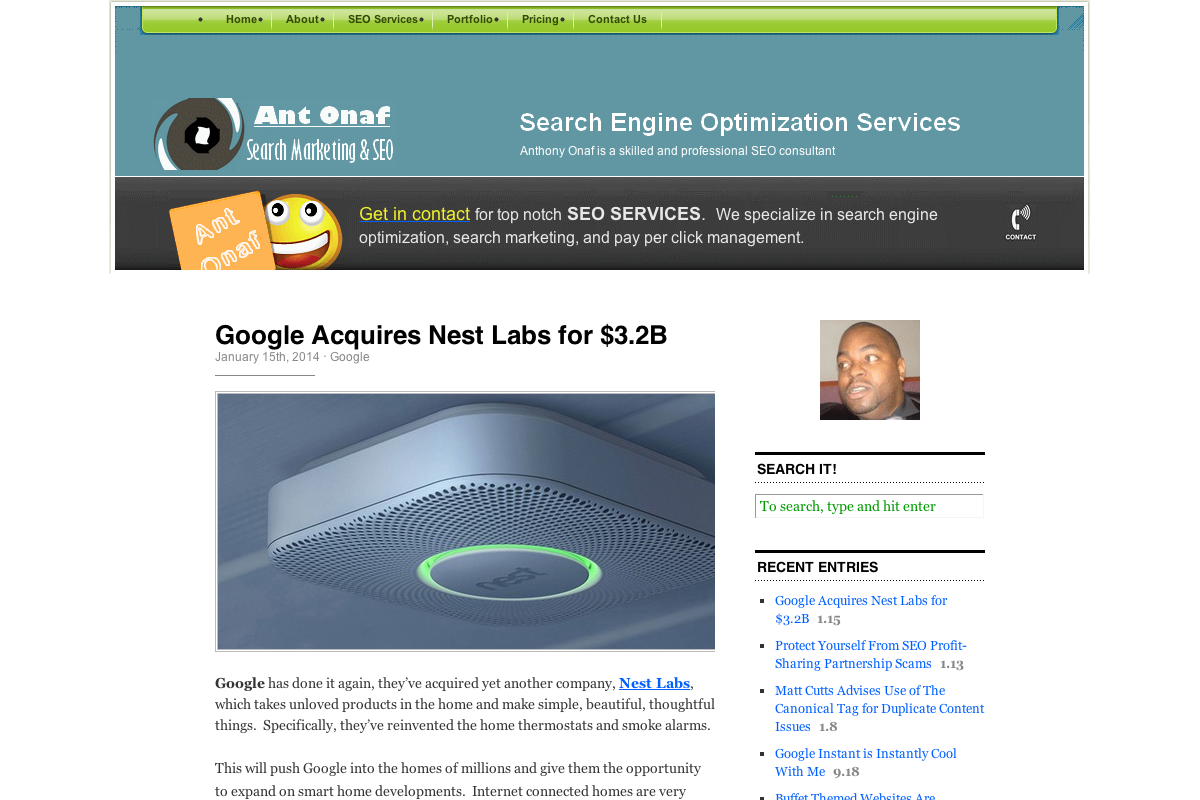 Home
About
SEO Services
Portfolio
Pricing
Contact Us
Ant Onaf
Search Marketing & SEO
Search Engine Optimization Services
Anthony Onaf is a skilled and professional SEO consultant
Ant
Onaf
Get in contact for top notch SEO SERVICES. We specialize in search engine
optimization, search marketing, and pay per click management.
CONTACT
Google Acquires Nest Labs for $3.2B
January 15th, 2014 · Google
nest
Google has done it again, they’ve acquired yet another company, Nest Labs,
which takes unloved products in the home and make simple, beautiful, thoughtful
things. Specifically, they’ve reinvented the home thermostats and smoke alarms.
This will push Google into the homes of millions and give them the opportunity
to expand on smart home developments. Internet connected homes are very
SEARCH IT!
To search, type and hit enter
RECENT ENTRIES
Google Acquires Nest Labs for
$3.2B 1.15
Protect Yourself From SEO Profit-
Sharing Partnership Scams 1.13
Matt Cutts Advises Use of The
Canonical Tag for Duplicate Content
Issues 1.8
Google Instant is Instantly Cool
With Me 9.18
Buffet Themed Websites Are